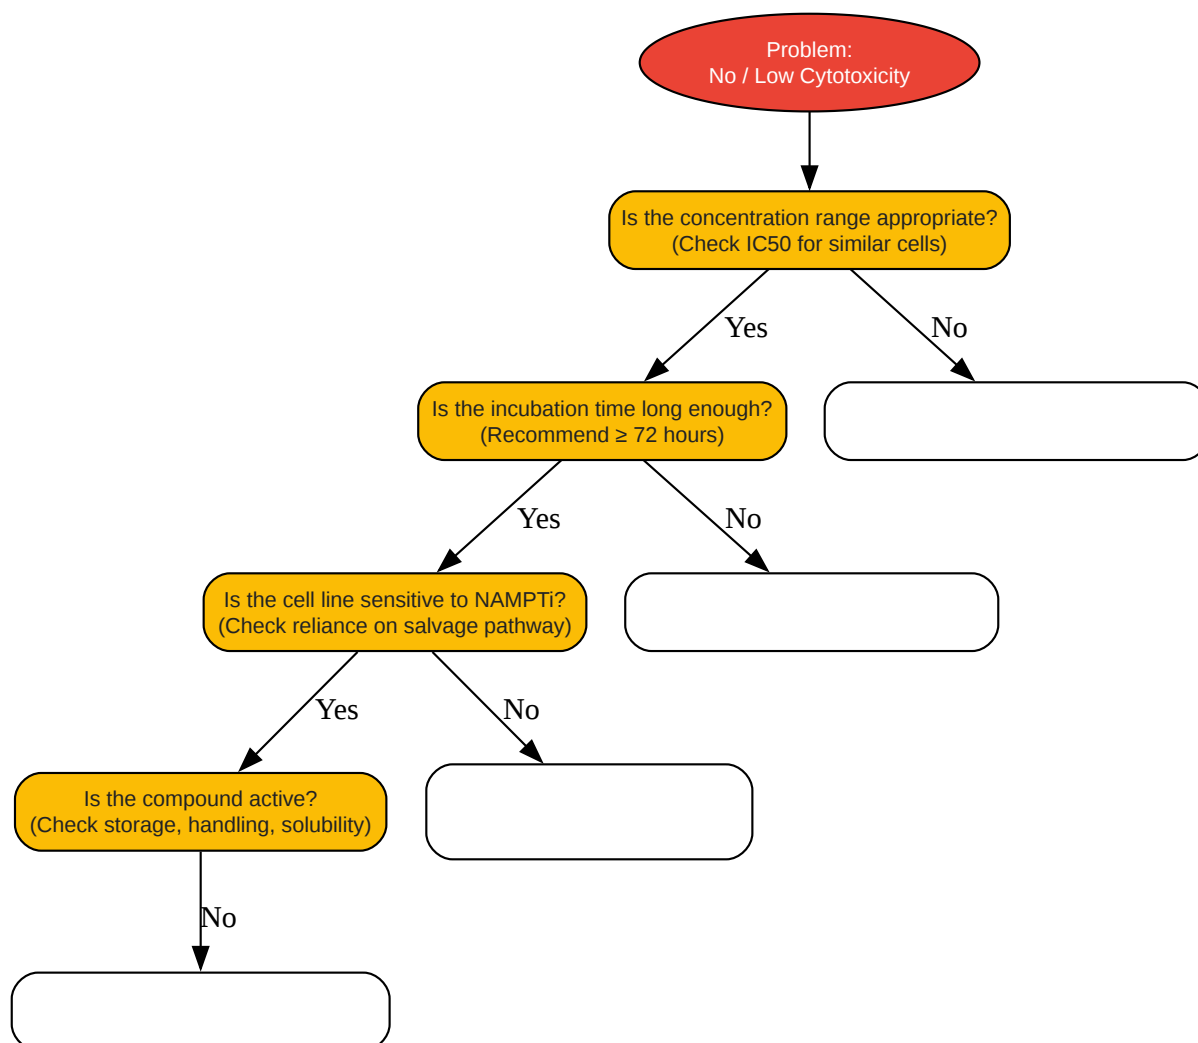 Problem:
No / Low Cytotoxicity
Is the concentration range appropriate?
(Check IC50 for similar cells)
Yes
No
Is the incubation time long enough?
(Recommend ≥ 72 hours)
Yes
No
Is the cell line sensitive to NAMPTi?
(Check reliance on salvage pathway)
Yes
No
Is the compound active?
(Check storage, handling, solubility)
No